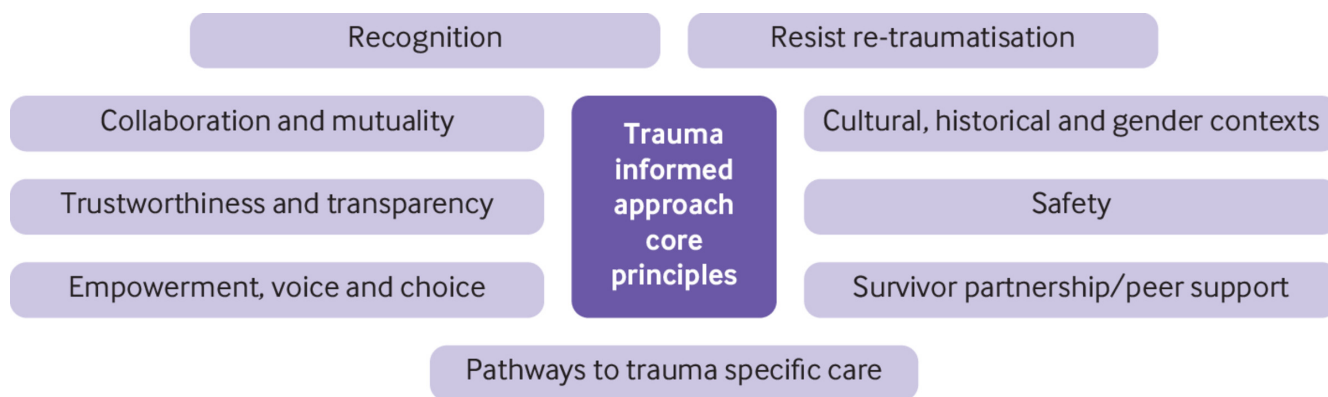 Recognition
Resist re-traumatisation
Collaboration and mutuality
Trauma
informed
approach
core
principles
Cultural, historical and gender contexts
Trustworthiness and transparency
Safety
Empowerment, voice and choice
Survivor partnership/peer support
Pathways to trauma specific care